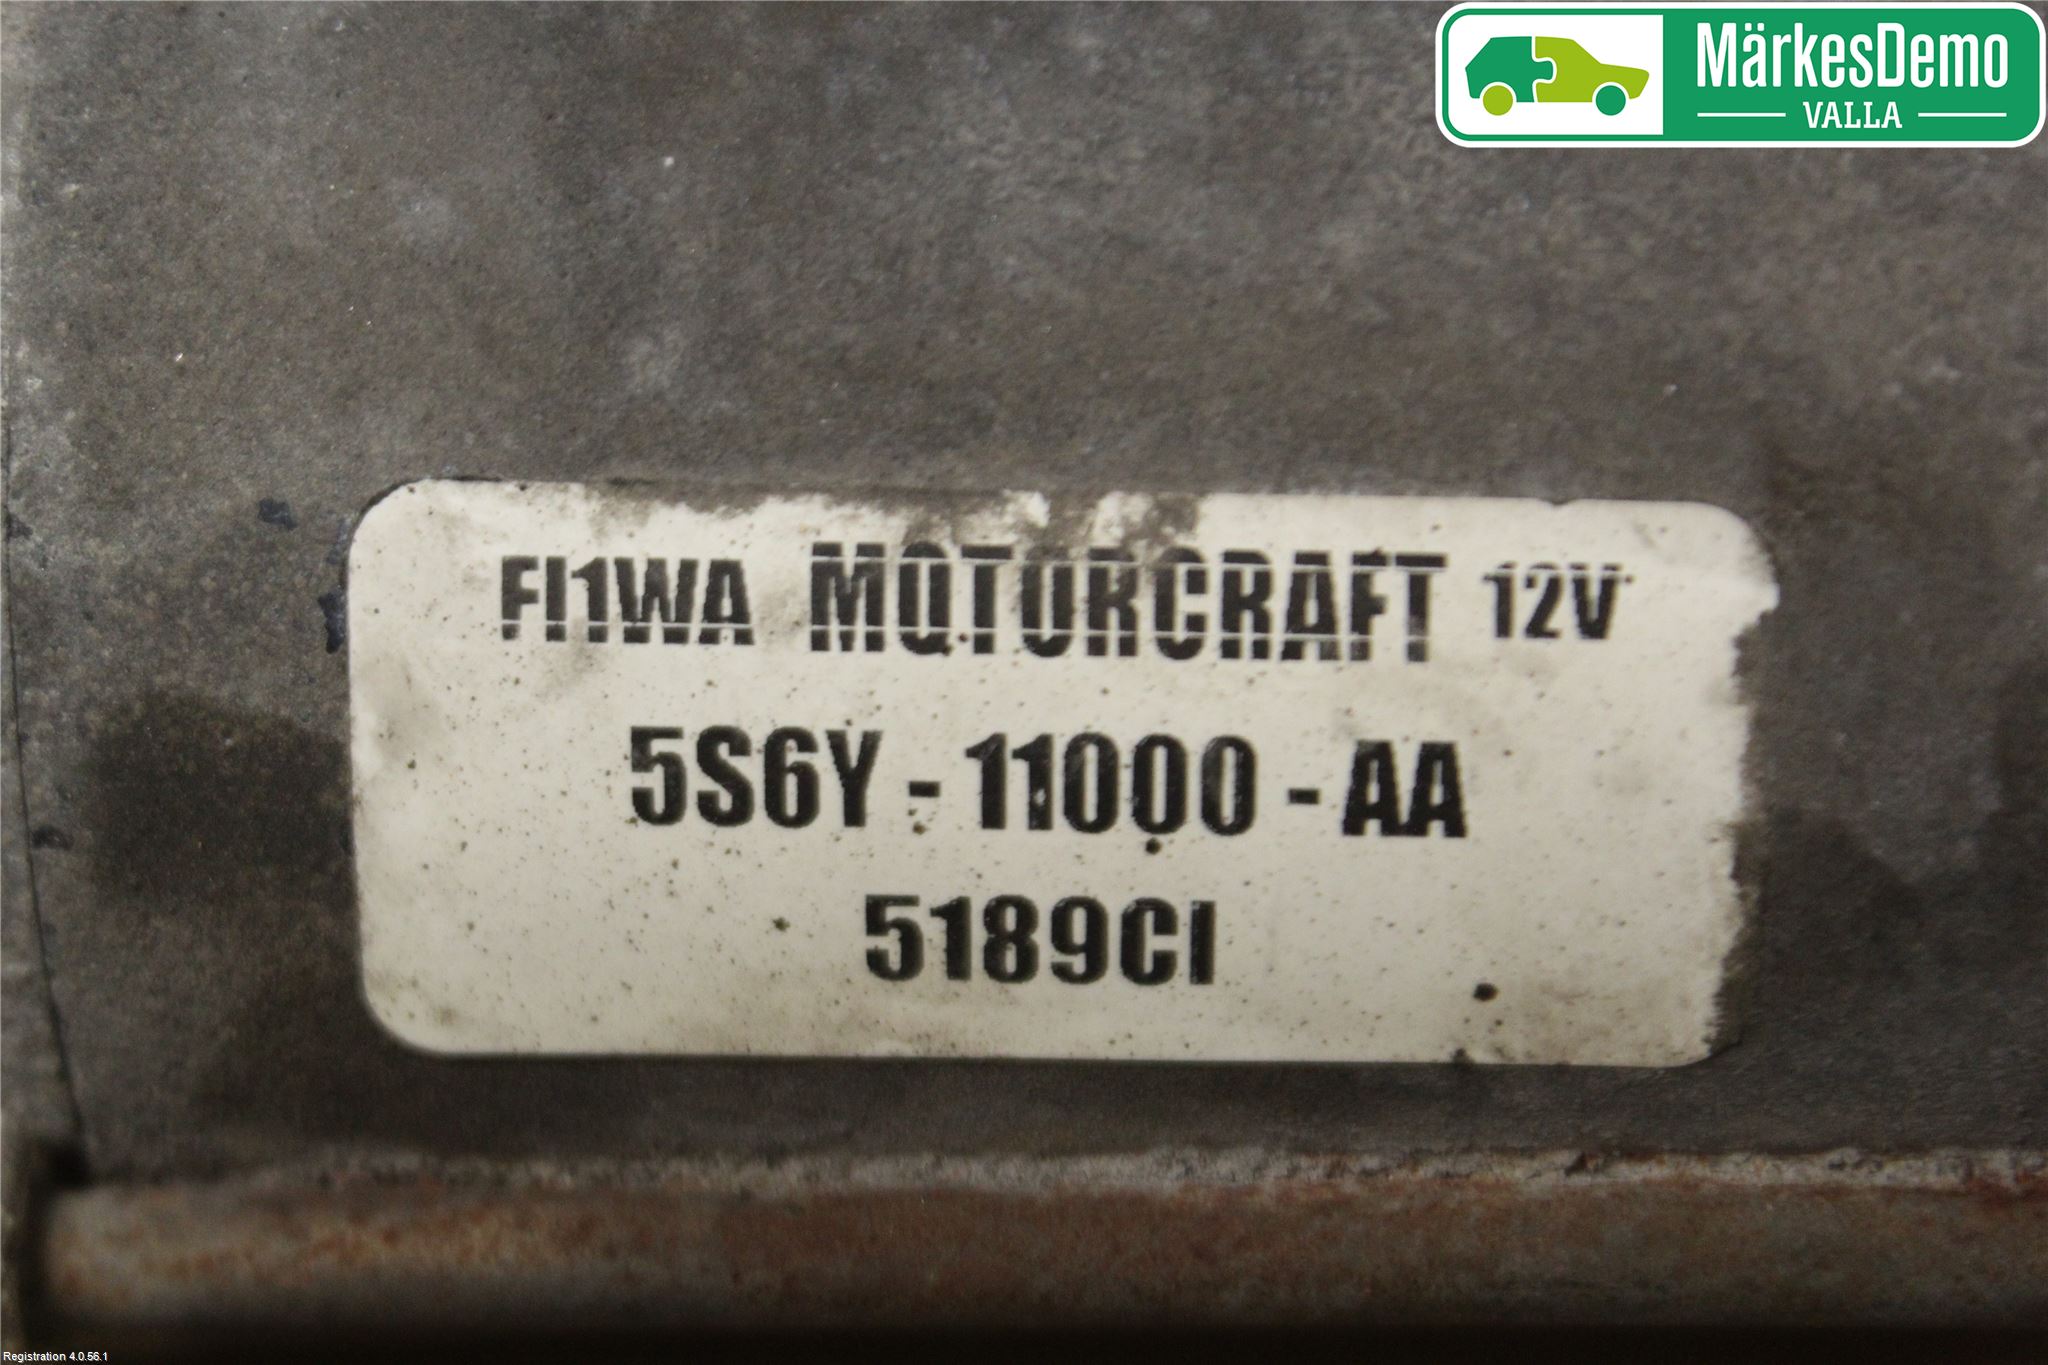 MärkesDemo
VALLA
FI1WA MOTORCRAFT 12V
5S6Y-11000-AA
5189CI
Registration 4.0.56.1